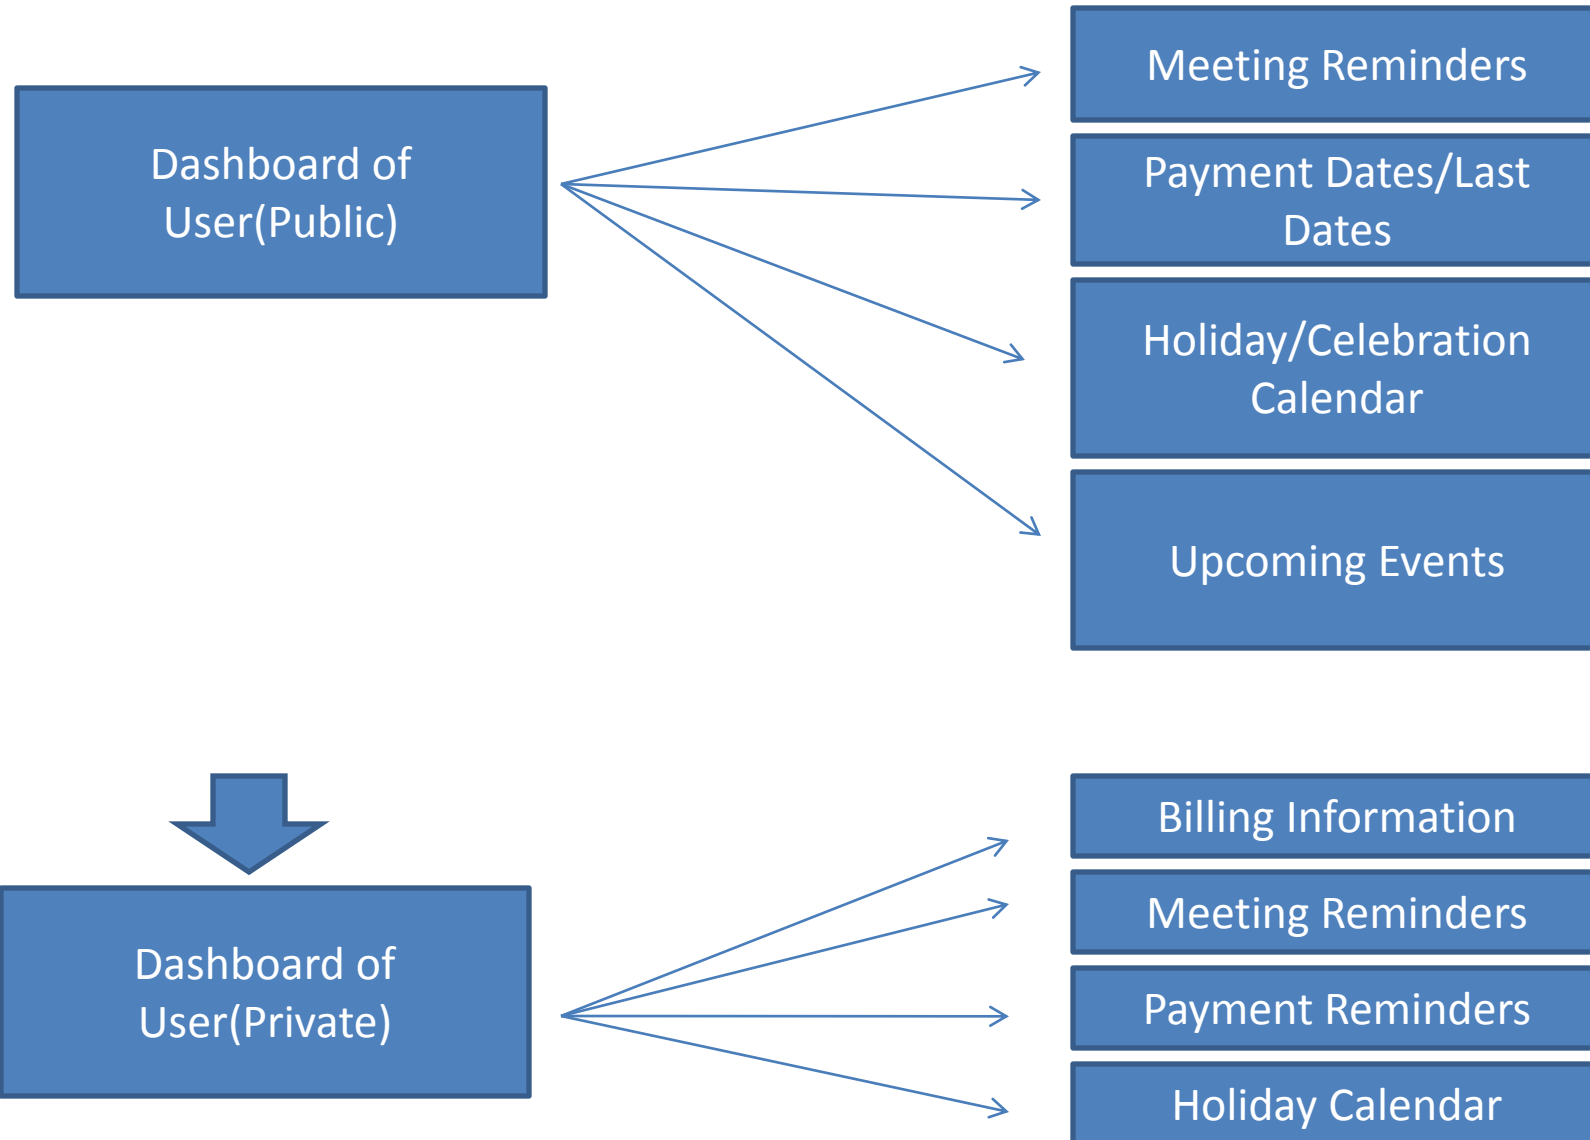 Dashboard of
User(Public)
Meeting Reminders
Payment Dates/Last
Dates
Holiday/Celebration
Calendar
Upcoming Events
Dashboard of
User(Private)
Billing Information
Meeting Reminders
Payment Reminders
Holiday Calendar